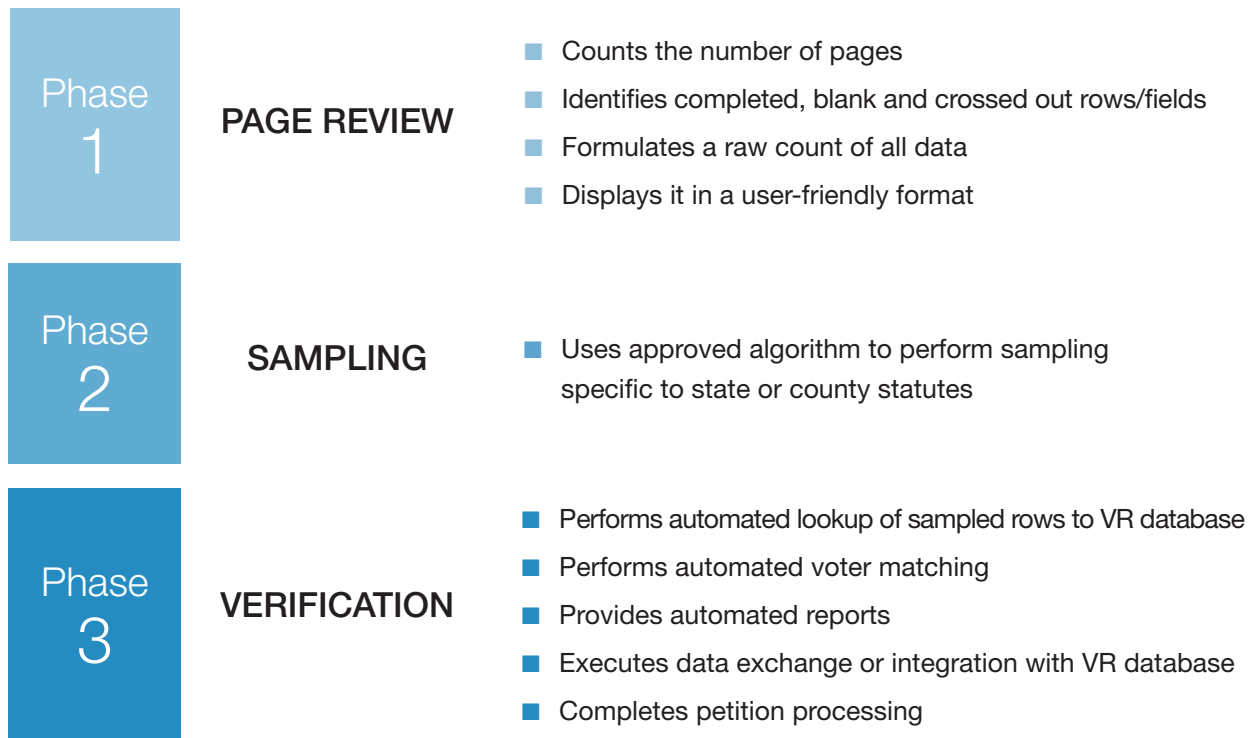 Phase
1
PAGE REVIEW
Counts the number of pages
Identifies completed, blank and crossed out rows/fields
Formulates a raw count of all data
Displays it in a user-friendly format
Phase
2
SAMPLING
Uses approved algorithm to perform sampling
specific to state or county statutes
Phase
3
VERIFICATION
Performs automated lookup of sampled rows to VR database
Performs automated voter matching
Provides automated reports
Executes data exchange or integration with VR database
Completes petition processing